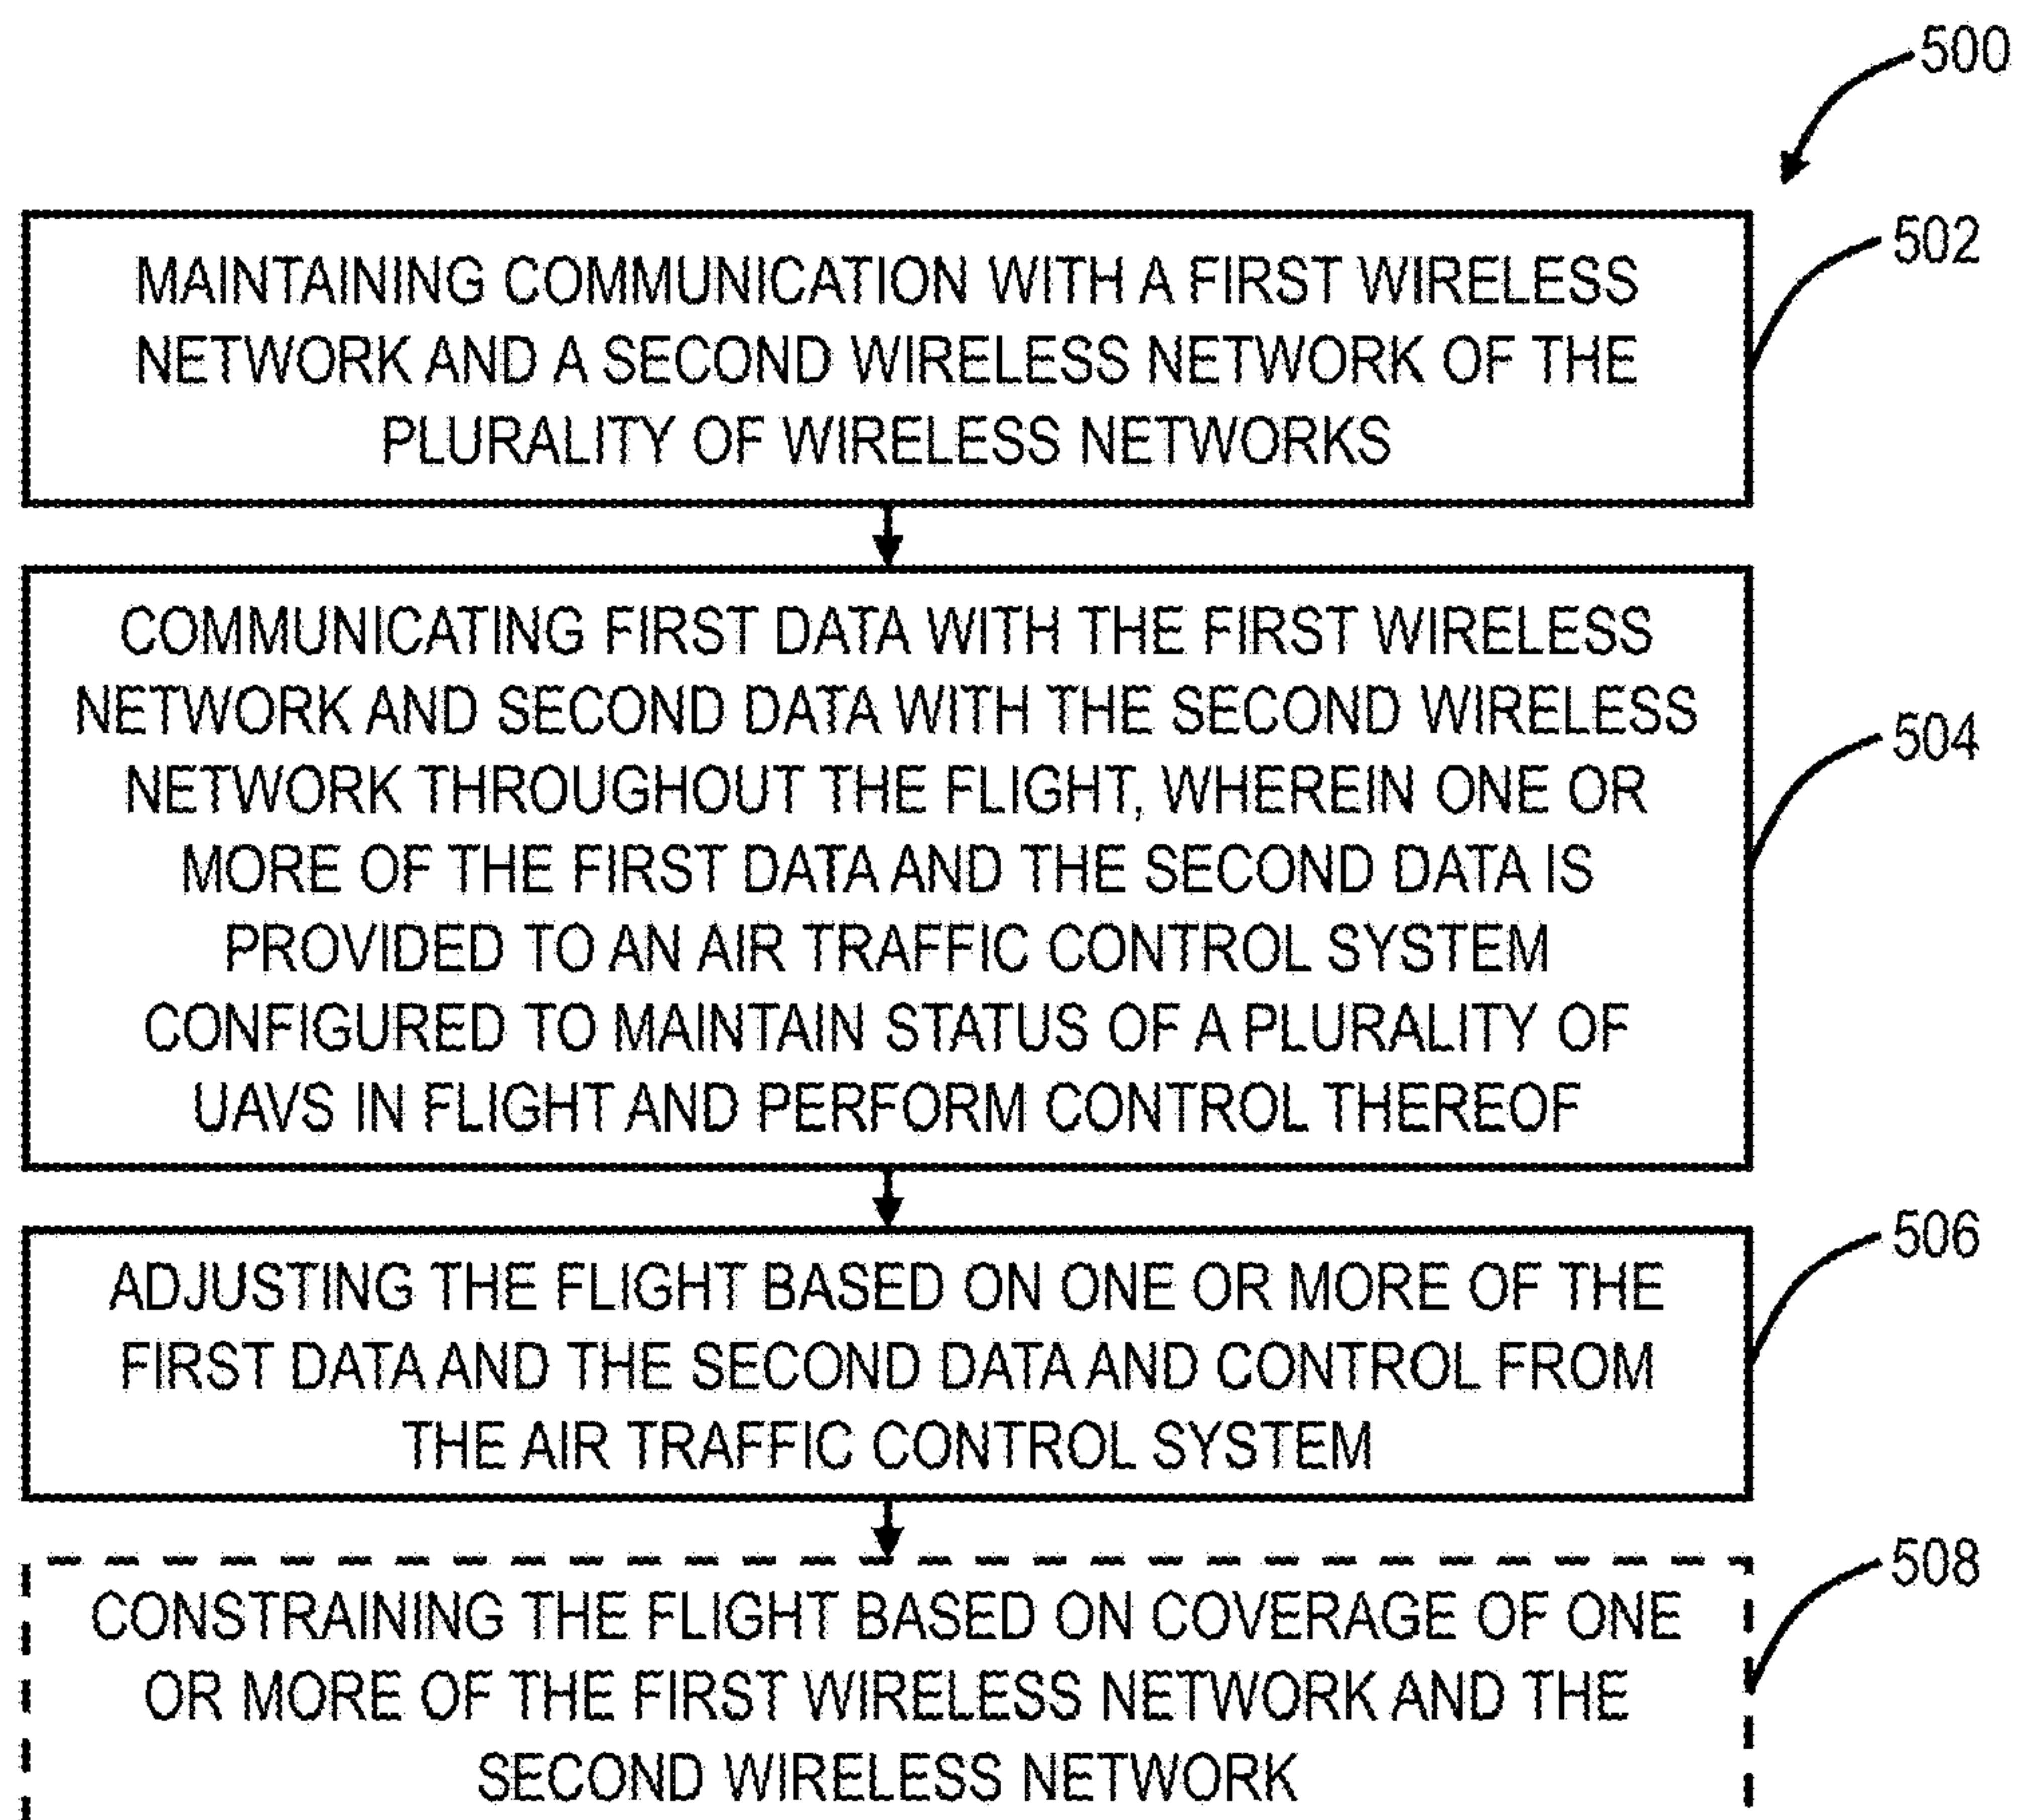 500
502
MAINTAINING COMMUNICATION WITH A FIRST WIRELESS
NETWORK AND A SECOND WIRELESS NETWORK OF THE
PLURALITY OF WIRELESS NETWORKS
504
COMMUNICATING FIRST DATA WITH THE FIRST WIRELESS
NETWORK AND SECOND DATA WITH THE SECOND WIRELESS
NETWORK THROUGHOUT THE FLIGHT, WHEREIN ONE OR
MORE OF THE FIRST DATA AND THE SECOND DATA IS
PROVIDED TO AN AIR TRAFFIC CONTROL SYSTEM
CONFIGURED TO MAINTAIN STATUS OF A PLURALITY OF
UAVS IN FLIGHT AND PERFORM CONTROL THEREOF
506
ADJUSTING THE FLIGHT BASED ON ONE OR MORE OF THE
FIRST DATA AND THE SECOND DATA AND CONTROL FROM
THE AIR TRAFFIC CONTROL SYSTEM
508
CONSTRAINING THE FLIGHT BASED ON COVERAGE OF ONE
OR MORE OF THE FIRST WIRELESS NETWORK AND THE
SECOND WIRELESS NETWORK